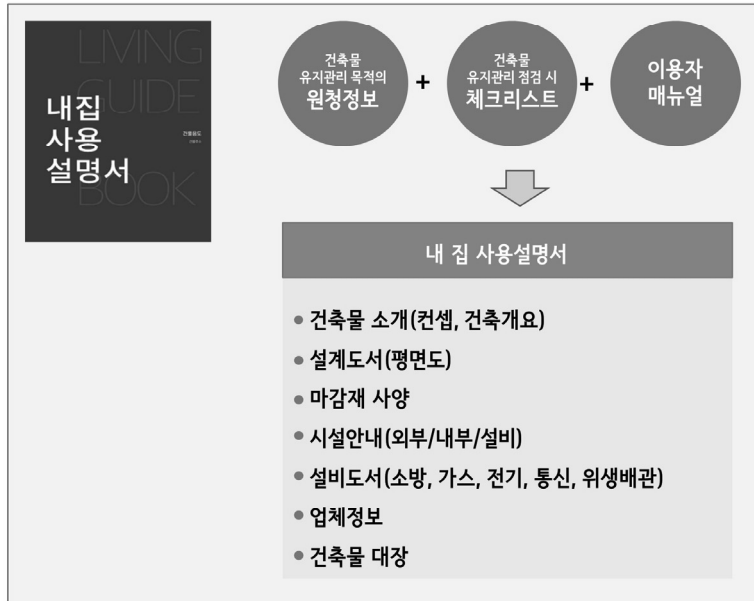 LIVING
GUIDE
BOOK
내집
사용
설명서
건축물
유지관리 목적의
원청정보
+
건축물
유지관리 점검 시
체크리스트
+
이용자
매뉴얼
내 집 사용설명서
건축물 소개(컨셉, 건축개요)
설계도서(평면도)
마감재 사양
시설안내(외부/내부/설비)
설비도서(소방, 가스, 전기, 통신, 위생배관)
업체정보
건축물 대장